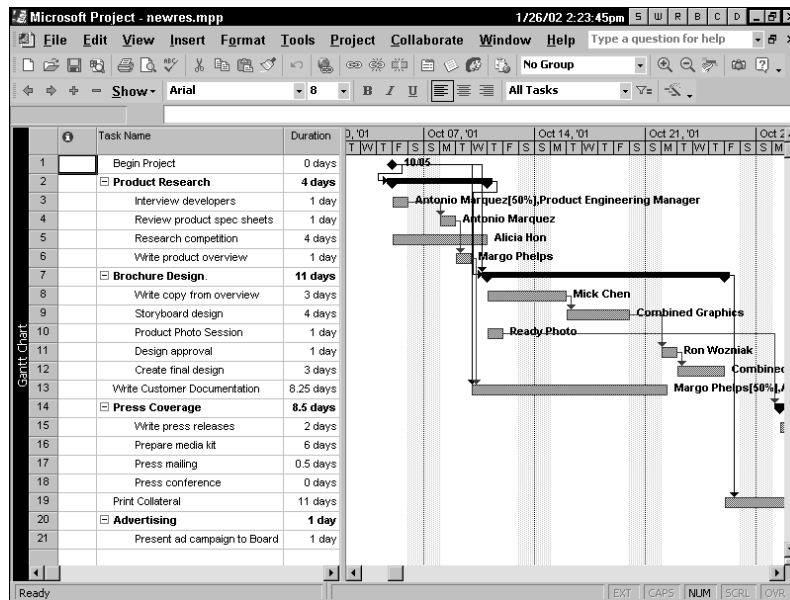 Microsoft Project - newres.mpp 1/26/02 2:23:45pm S W R B C D
File Edit View Insert Format Tools Project Collaborate Window Help Type a question for help
No Group
Show Arial 8 B I U All Tasks
Task Name Duration 0, '01 Oct 07, '01 Oct 14, '01 Oct 21, '01 Oct 2
T W T F S S M T W T F S S M T W T F S S M T W T F S S M
1 Begin Project 0 days 10/05
2 Product Research 4 days
3 Interview developers 1 day Antonio Marquez[50%],Product Engineering Manager
4 Review product spec sheets 1 day Antonio Marquez
5 Research competition 4 days Alicia Hon
6 Write product overview 1 day Margo Phelps
7 Brochure Design. 11 days
8 Write copy from overview 3 days Mick Chen
9 Storyboard design 4 days Combined Graphics
10 Product Photo Session 1 day Ready Photo
11 Design approval 1 day Ron Wozniak
12 Create final design 3 days Combined
13 Write Customer Documentation 8.25 days Margo Phelps[50%],A
14 Press Coverage 8.5 days
15 Write press releases 2 days
16 Prepare media kit 6 days
17 Press mailing 0.5 days
18 Press conference 0 days
19 Print Collateral 11 days
20 Advertising 1 day
21 Present ad campaign to Board 1 day
Gantt Chart
Ready EXT CAPS NUM SCRL OVR